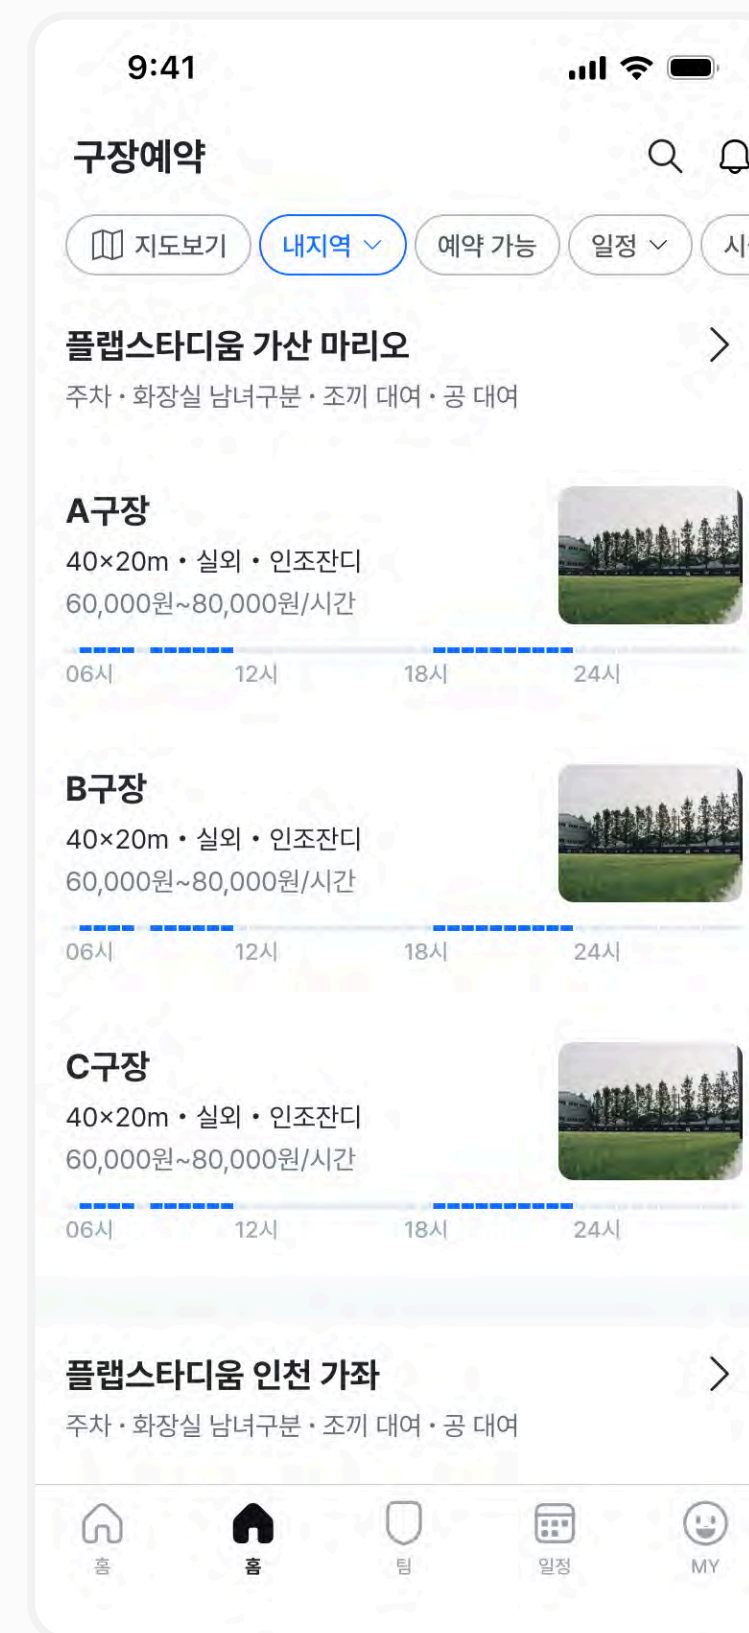 9:41
구장예약
지도보기 내지역 예약 가능 일정
플랩스타디움 가산 마리오
주차 · 화장실 남녀구분 · 조끼 대여 · 공 대여
A구장
40×20m • 실외 • 인조잔디
60,000원~80,000원/시간
06시 12시 18시 24시
B구장
40×20m • 실외 • 인조잔디
60,000원~80,000원/시간
06시 12시 18시 24시
C구장
40×20m • 실외 • 인조잔디
60,000원~80,000원/시간
06시 12시 18시 24시
플랩스타디움 인천 가좌
주차 · 화장실 남녀구분 · 조끼 대여 · 공 대여
홈 홈 팀 일정 MY